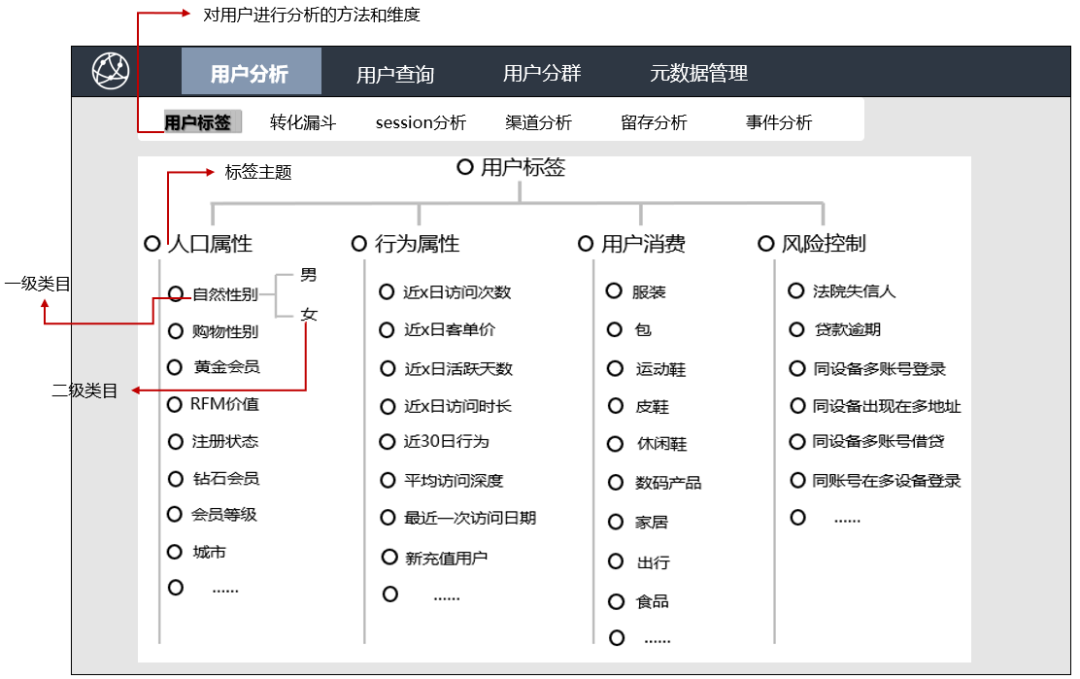 对用户进行分析的方法和维度
用户分析
用户查询
用户分群
元数据管理
用户标签
转化漏斗
session分析
渠道分析
留存分析
事件分析
标签主题
用户标签
人口属性
行为属性
用户消费
风险控制
一级类目
二级类目
自然性别
男
女
购物性别
黄金会员
RFM价值
注册状态
钻石会员
会员等级
城市
......
近x日访问次数
近x日客单价
近x日活跃天数
近x日访问时长
近30日行为
平均访问深度
最近一次访问日期
新充值用户
......
服装
包
运动鞋
皮鞋
休闲鞋
数码产品
家居
出行
食品
......
法院失信人
贷款逾期
同设备多账号登录
同设备出现在多地址
同设备多账号借贷
同账号在多设备登录
......